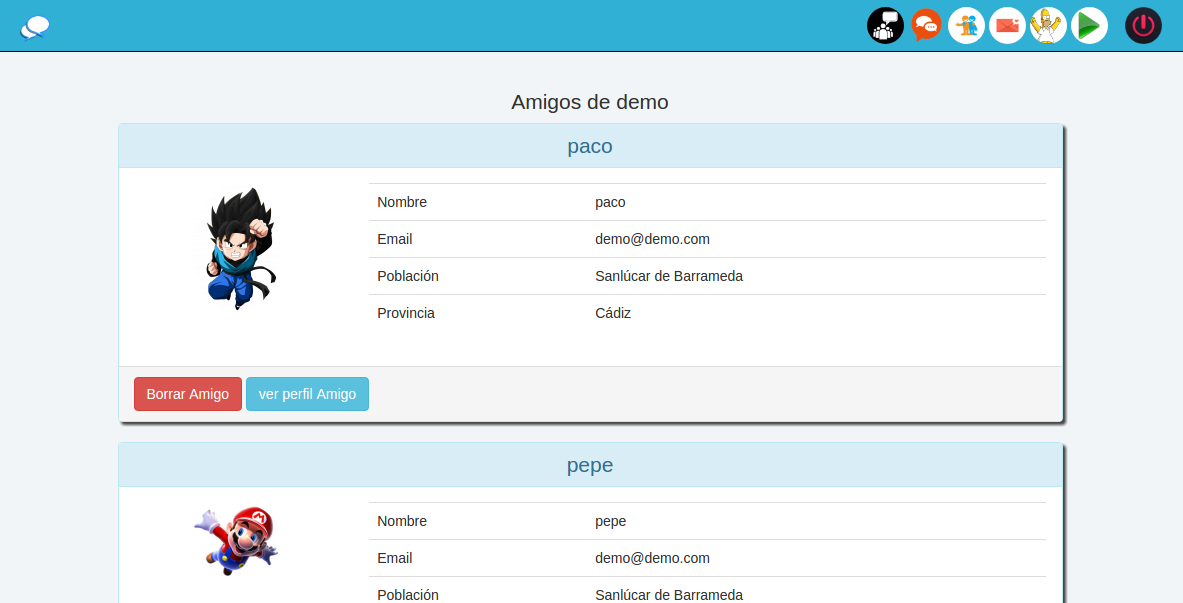 Amigos de demo
paco
Nombre paco
Email demo@demo.com
Población Sanlúcar de Barrameda
Provincia Cádiz
Borrar Amigo ver perfil Amigo
pepe
Nombre pepe
Email demo@demo.com
Población Sanlúcar de Barrameda